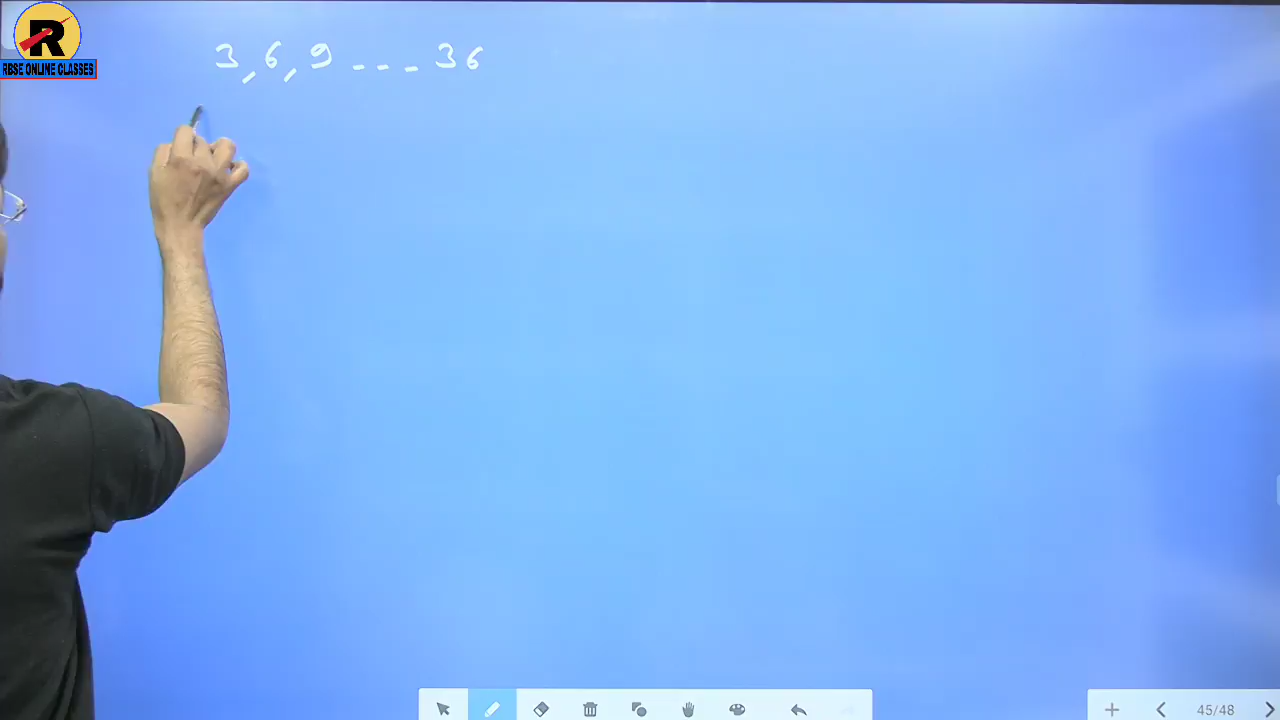 R
RBSE ONLINE CLASSES
3, 6, 9 - - - 36
45/48